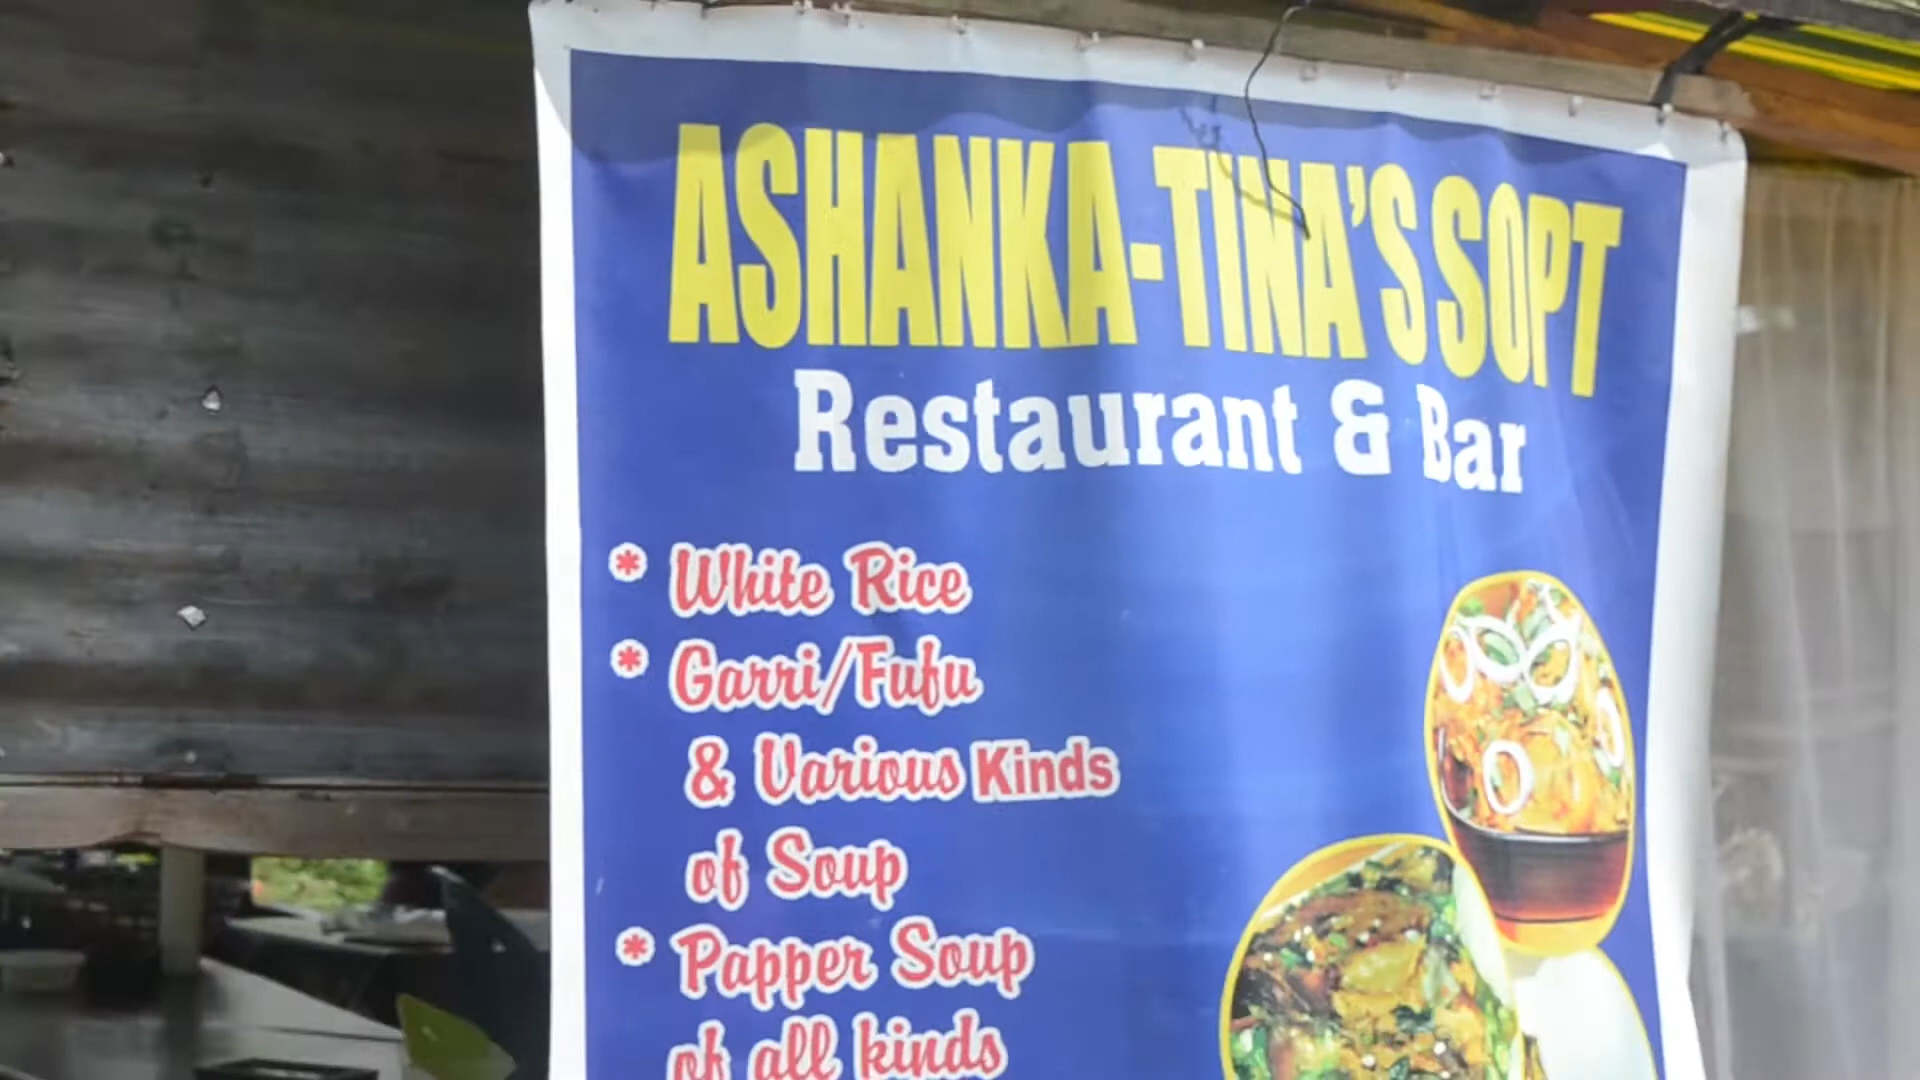 ASHANKA-TINA'S SOPT
Restaurant & Bar
* White Rice
* Garri/Fufu
& Various Kinds
of Soup
* Papper Soup
of all kinds